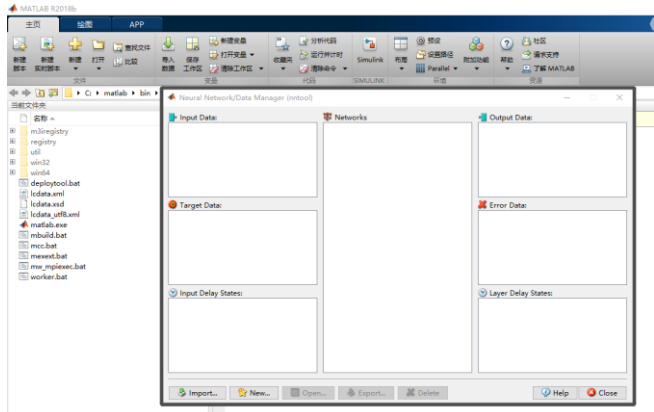 MATLAB R2018b
主页 绘图 APP
新建脚本 新建实时脚本 新建 打开 查找文件 比较
导入数据 保存工作区 新建变量 打开变量 清除工作区
收藏夹 分析代码 运行并计时 清除命令
Simulink 布局 预设 设置路径 Parallel 附加功能
帮助 社区 请求支持 了解 MATLAB
文件 变量 代码 SIMULINK 环境 资源
C: matlab bin
当前文件夹
名称
m3iregistry
registry
util
win32
win64
deploytool.bat
lcdata.xml
lcdata.xsd
lcdata_utf8.xml
matlab.exe
mbuild.bat
mcc.bat
mexext.bat
mw_mpiexec.bat
worker.bat
Neural Network/Data Manager (nntool)
Input Data:
Networks
Output Data:
Target Data:
Error Data:
Input Delay States:
Layer Delay States:
Import... New... Open... Export... Delete Help Close